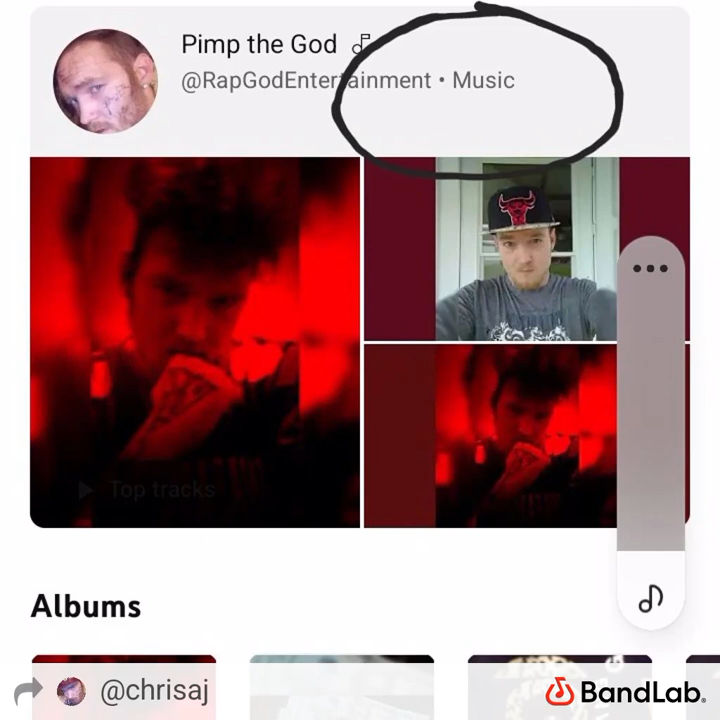 Pimp the God
@RapGodEntertainment • Music
Top tracks
Albums
@chrisaj
BandLab